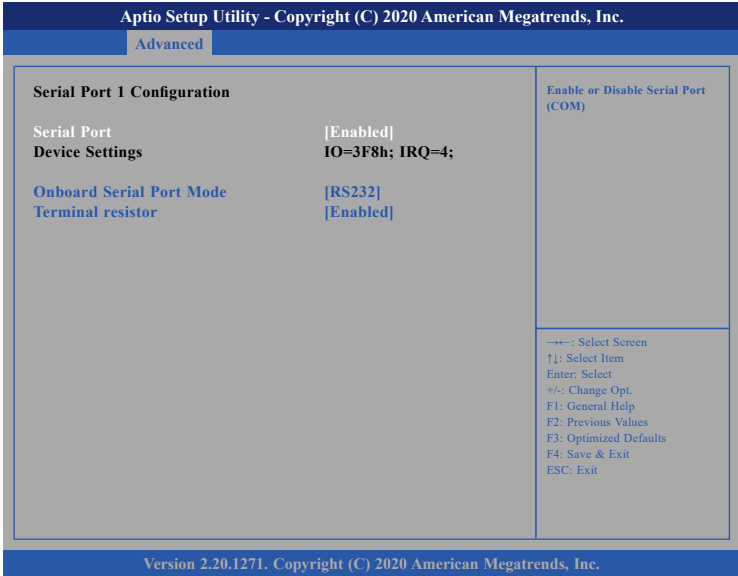 Aptio Setup Utility - Copyright (C) 2020 American Megatrends, Inc.
Advanced
Serial Port 1 Configuration
Serial Port [Enabled]
Device Settings IO=3F8h; IRQ=4;
Onboard Serial Port Mode [RS232]
Terminal resistor [Enabled]
Enable or Disable Serial Port
(COM)
→←: Select Screen
↑↓: Select Item
Enter: Select
+/-: Change Opt.
F1: General Help
F2: Previous Values
F3: Optimized Defaults
F4: Save & Exit
ESC: Exit
Version 2.20.1271. Copyright (C) 2020 American Megatrends, Inc.